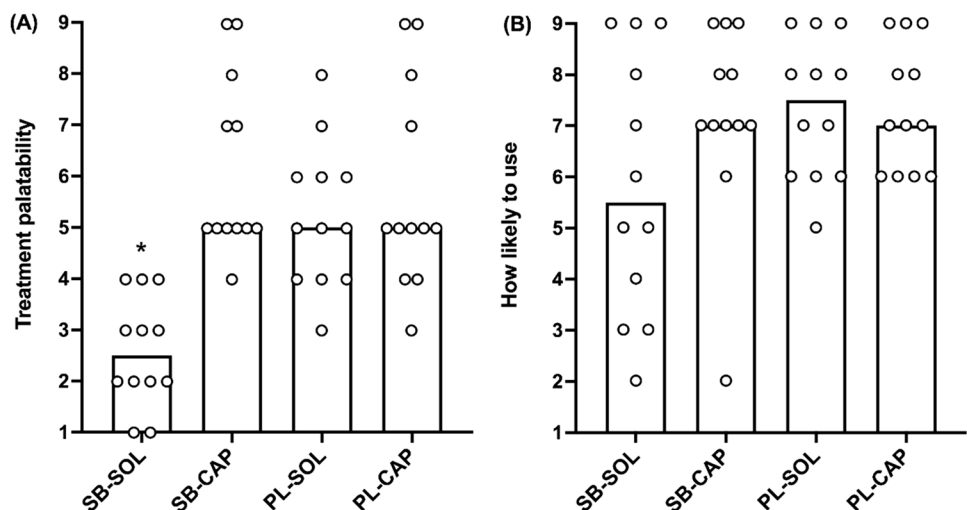 (A)
Treatment palatability
9
8
7
6
5
4
3
2
1
*
SB-SOL
SB-CAP
PL-SOL
PL-CAP
(B)
How likely to use
9
8
7
6
5
4
3
2
1
SB-SOL
SB-CAP
PL-SOL
PL-CAP